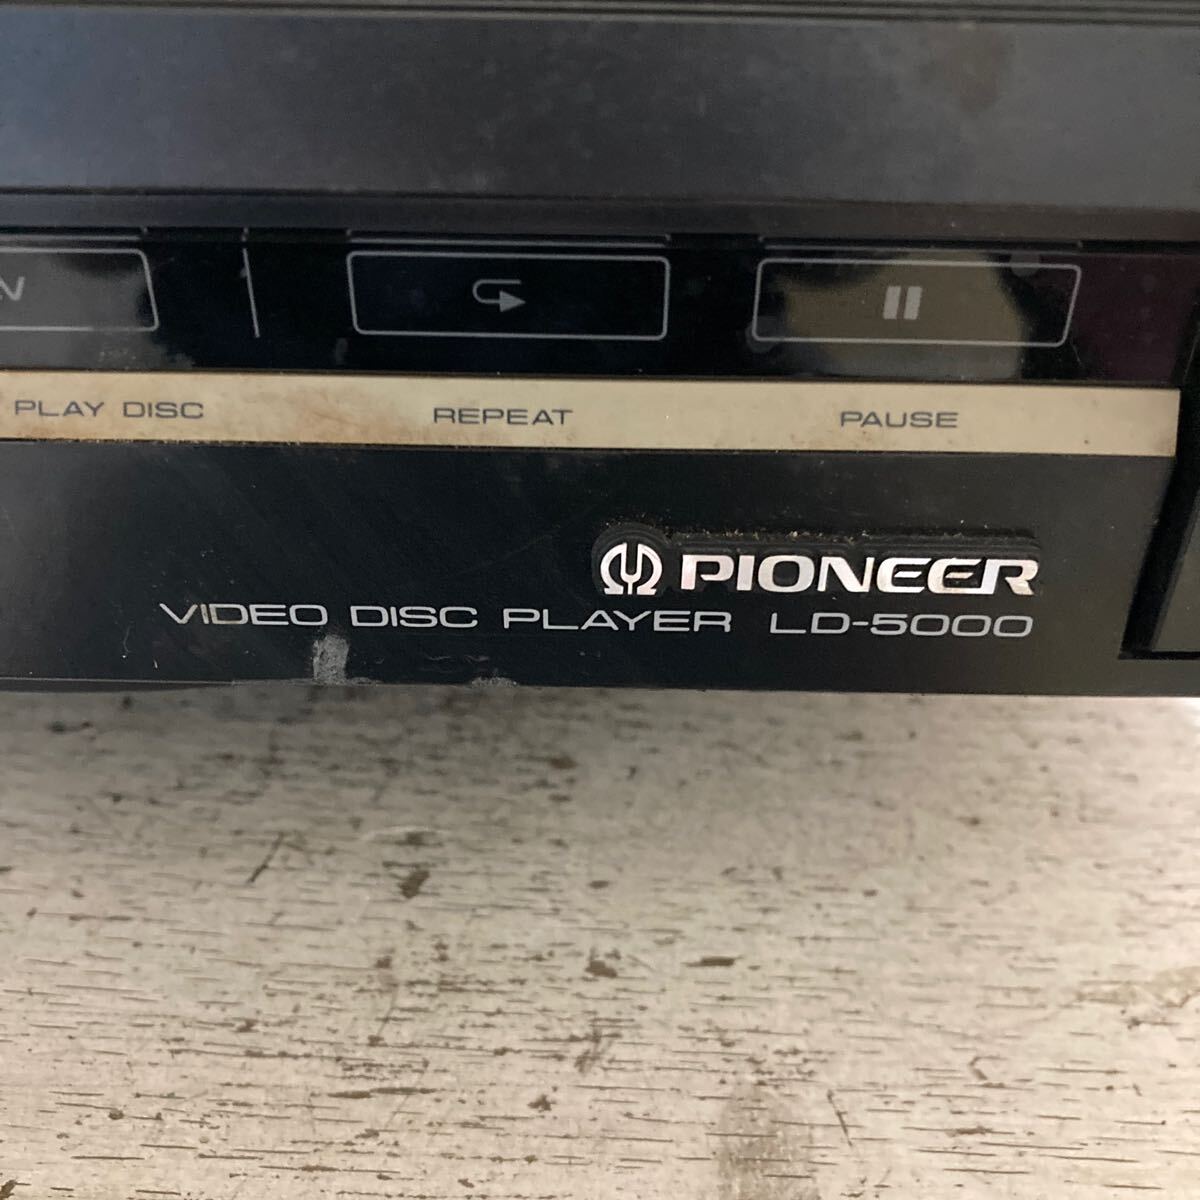 PLAY DISC REPEAT PAUSE
PIONEER
VIDEO DISC PLAYER LD-5000